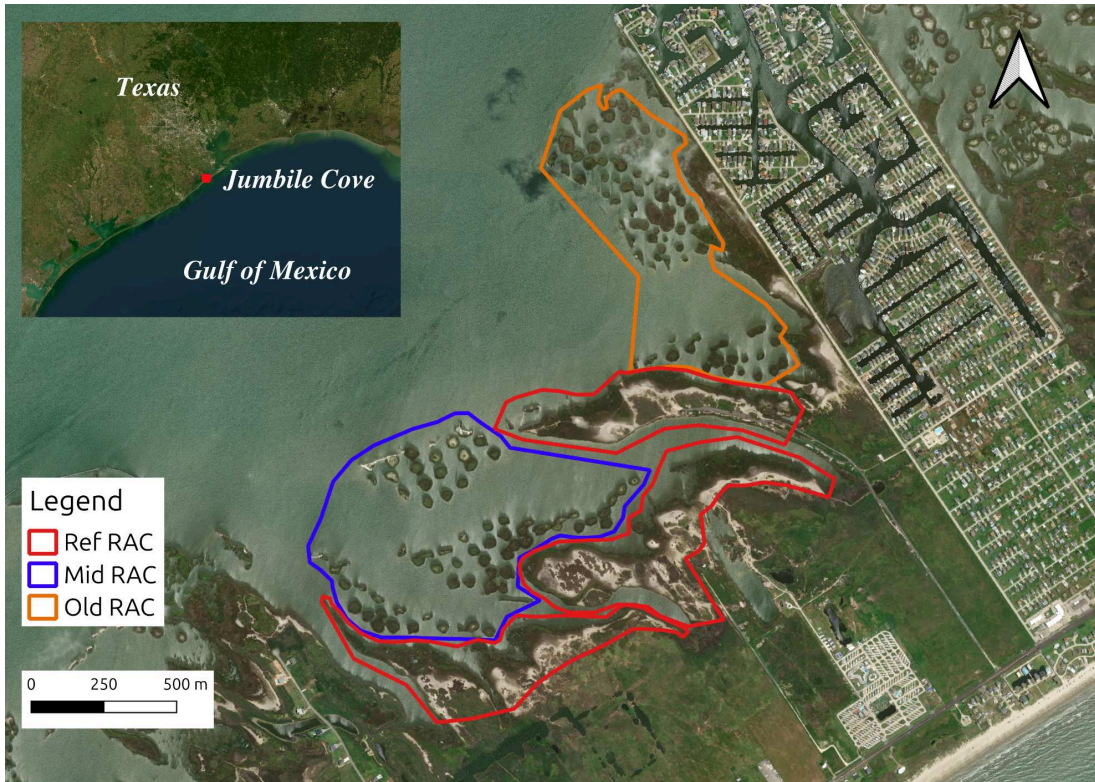 Texas
Jumbile Cove
Gulf of Mexico
Legend
Ref RAC
Mid RAC
Old RAC
0 250 500 m